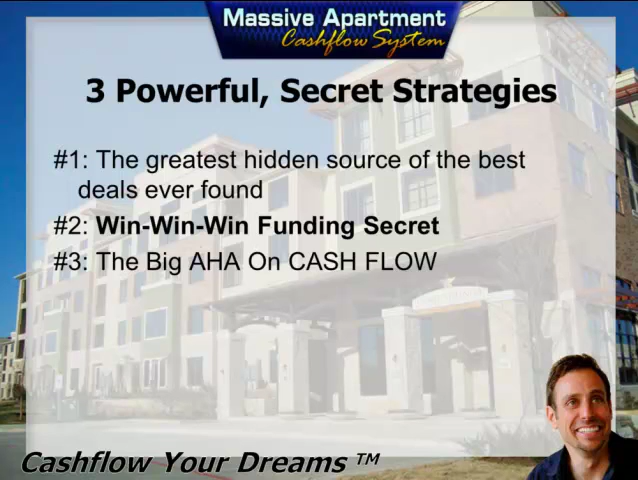 Massive Apartment
Cashflow System
3 Powerful, Secret Strategies
#1: The greatest hidden source of the best
deals ever found
#2: Win-Win-Win Funding Secret
#3: The Big AHA On CASH FLOW
Cashflow Your Dreams ™